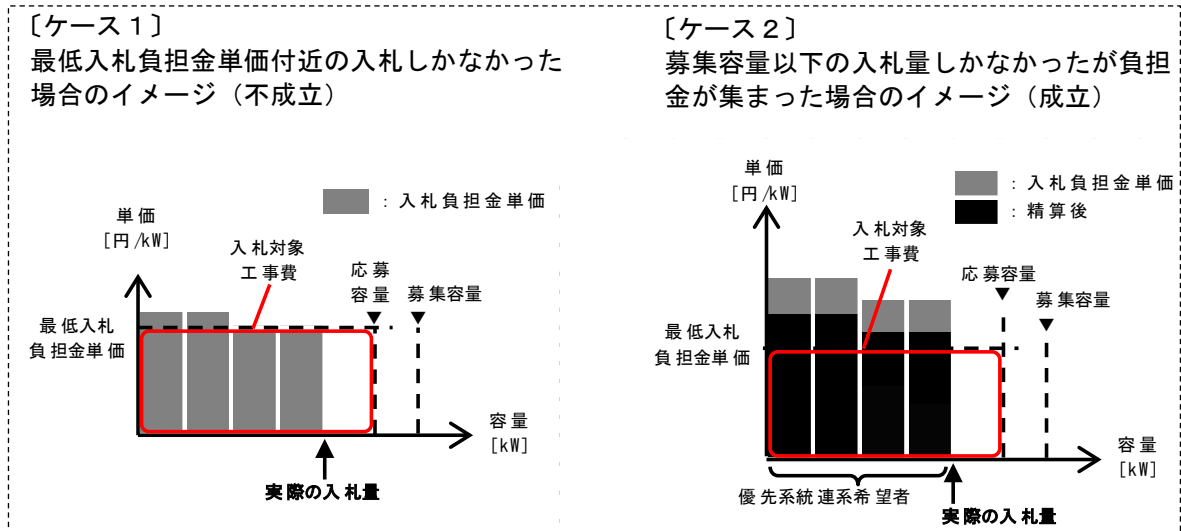 〔ケース１〕
最低入札負担金単価付近の入札しかなかった
場合のイメージ（不成立）
：入札負担金単価
単価
[円/kW]
入札対象
工事費
応募
容量
募集容量
最低入札
負担金単価
容量
[kW]
実際の入札量
〔ケース２〕
募集容量以下の入札量しかなかったが負担
金が集まった場合のイメージ（成立）
単価
[円/kW]
：入札負担金単価
：精算後
入札対象
工事費
応募容量
募集容量
最低入札
負担金単価
容量
[kW]
優先系統連系希望者
実際の入札量